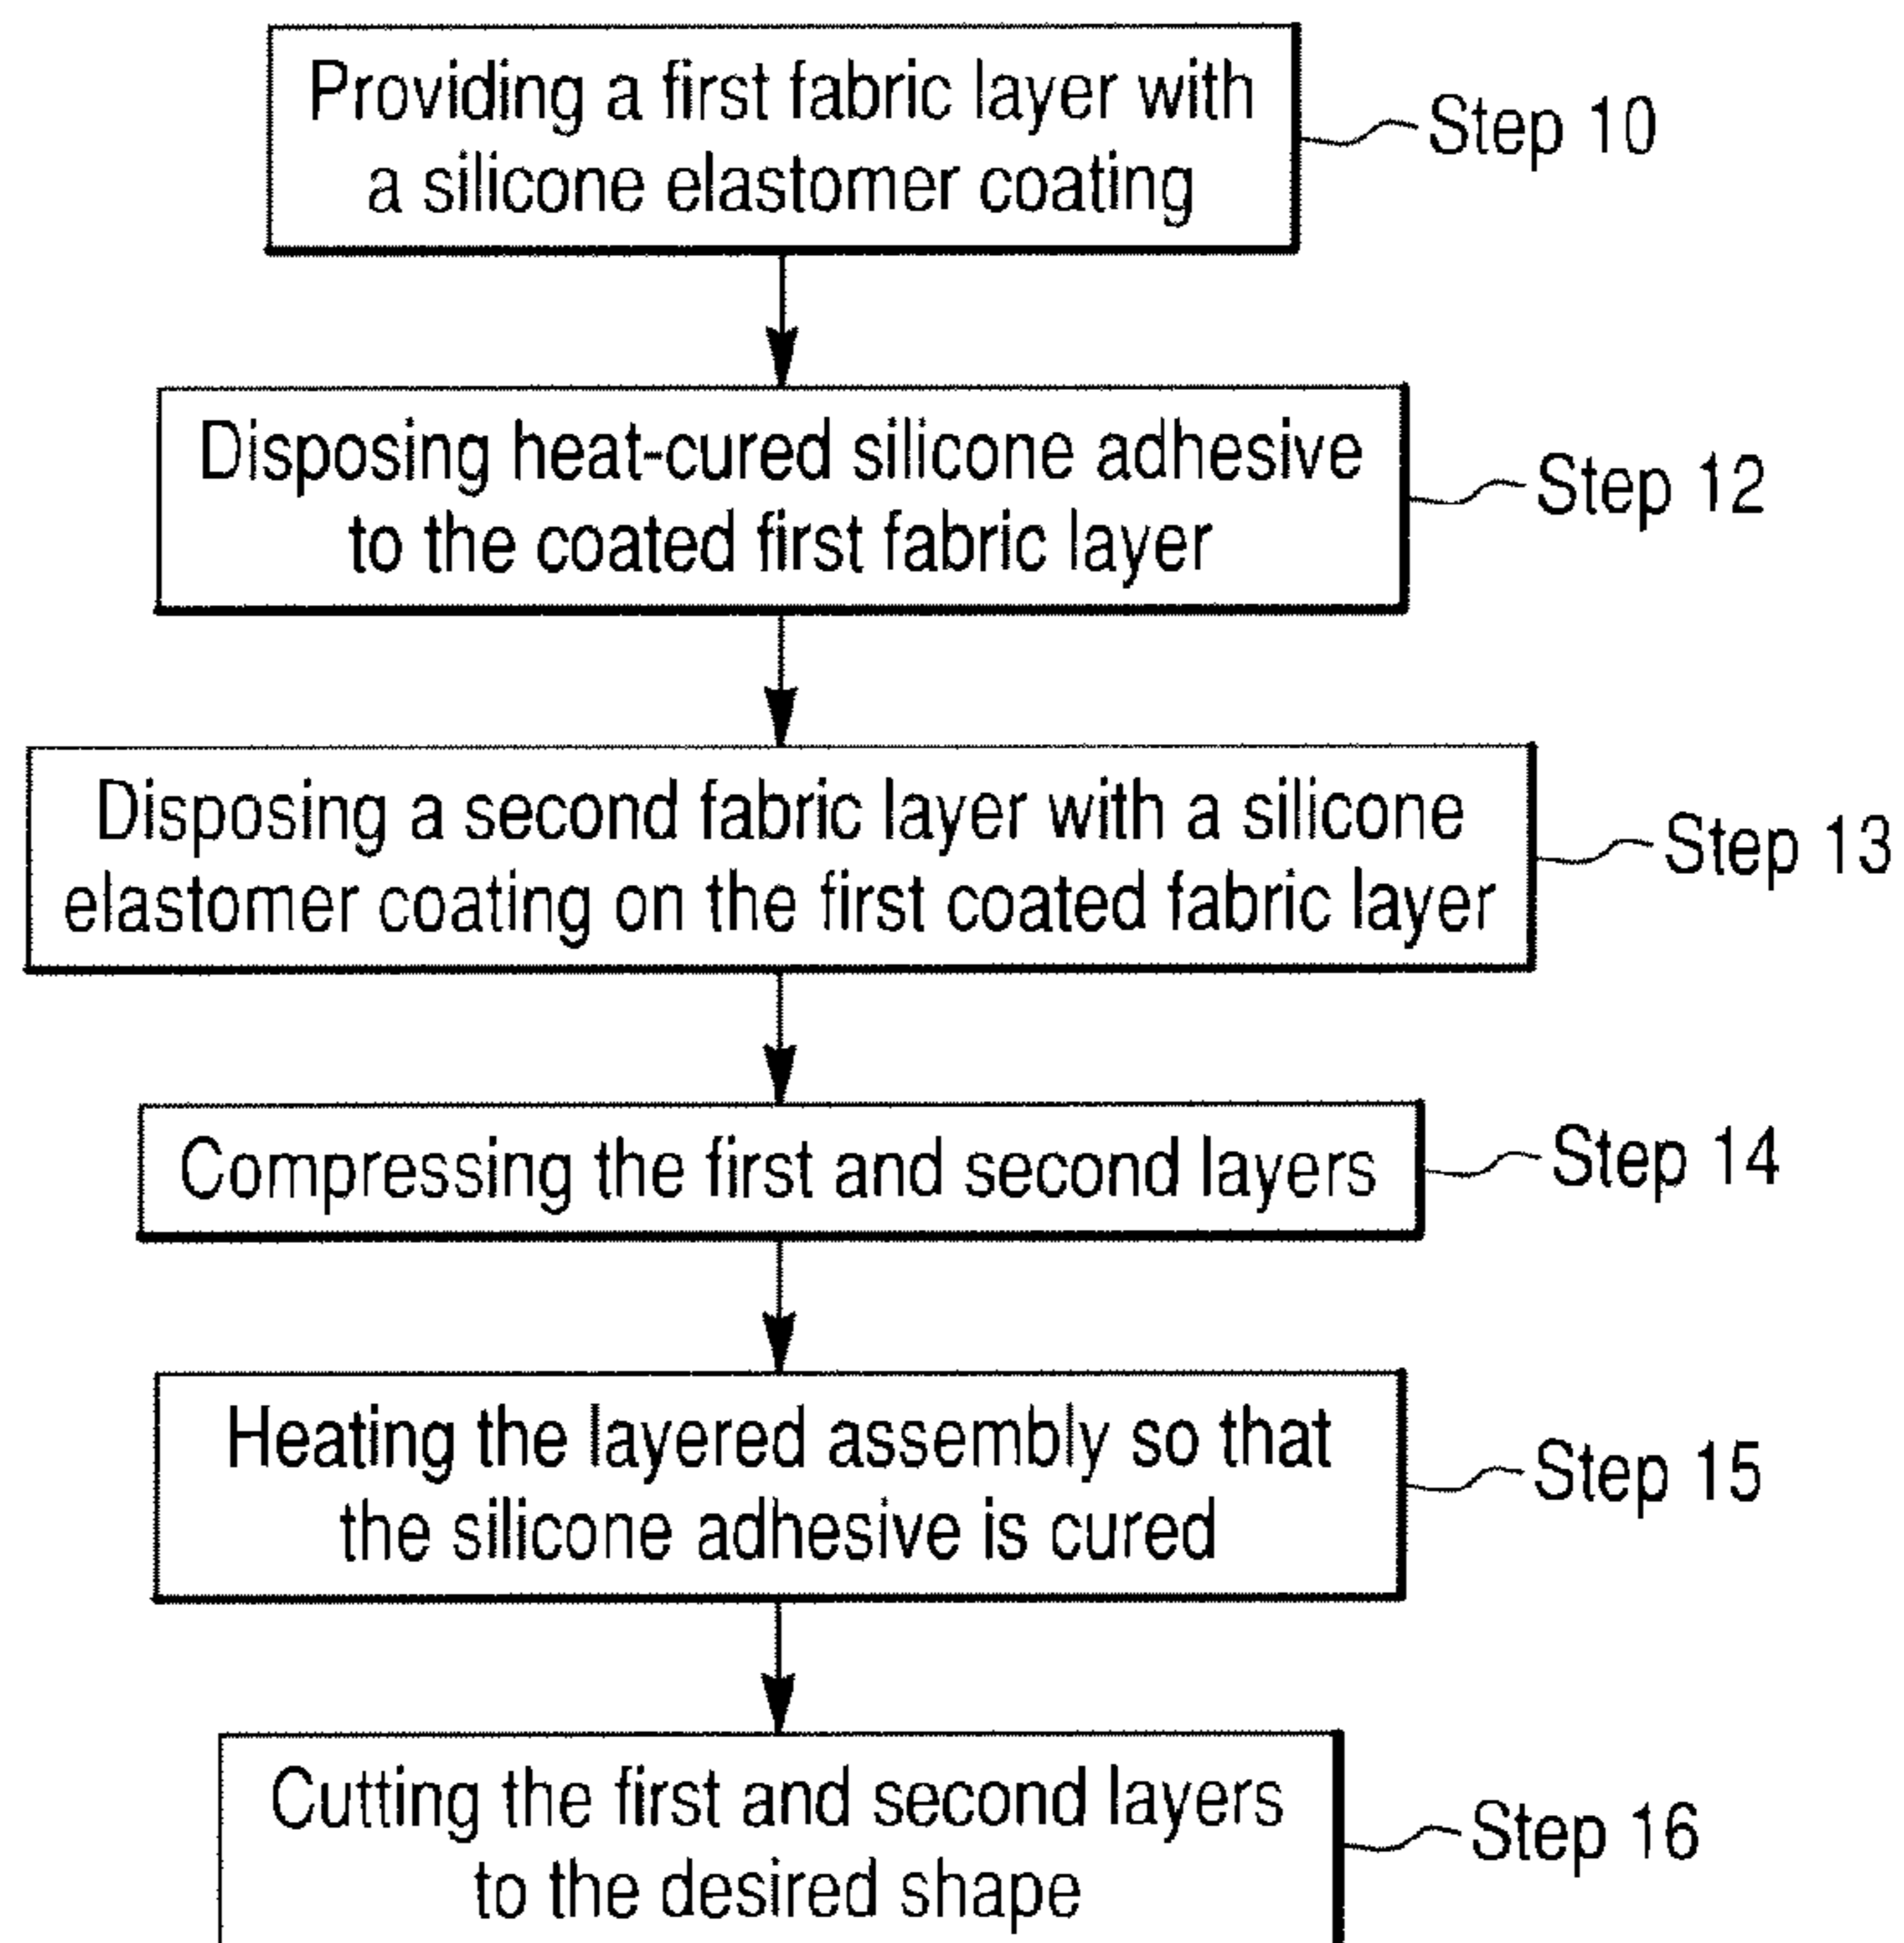 Providing a first fabric layer with
a silicone elastomer coating
Step 10
Disposing heat-cured silicone adhesive
to the coated first fabric layer
Step 12
Disposing a second fabric layer with a silicone
elastomer coating on the first coated fabric layer
Step 13
Compressing the first and second layers
Step 14
Heating the layered assembly so that
the silicone adhesive is cured
Step 15
Cutting the first and second layers
to the desired shape
Step 16